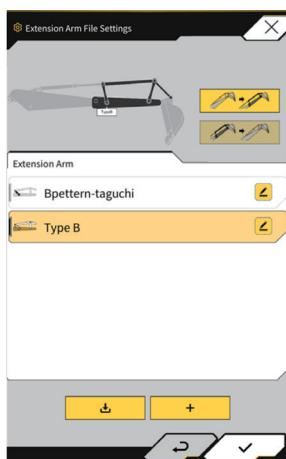 Extension Arm File Settings
TypeB
Extension Arm
Bpettern-taguchi
Type B